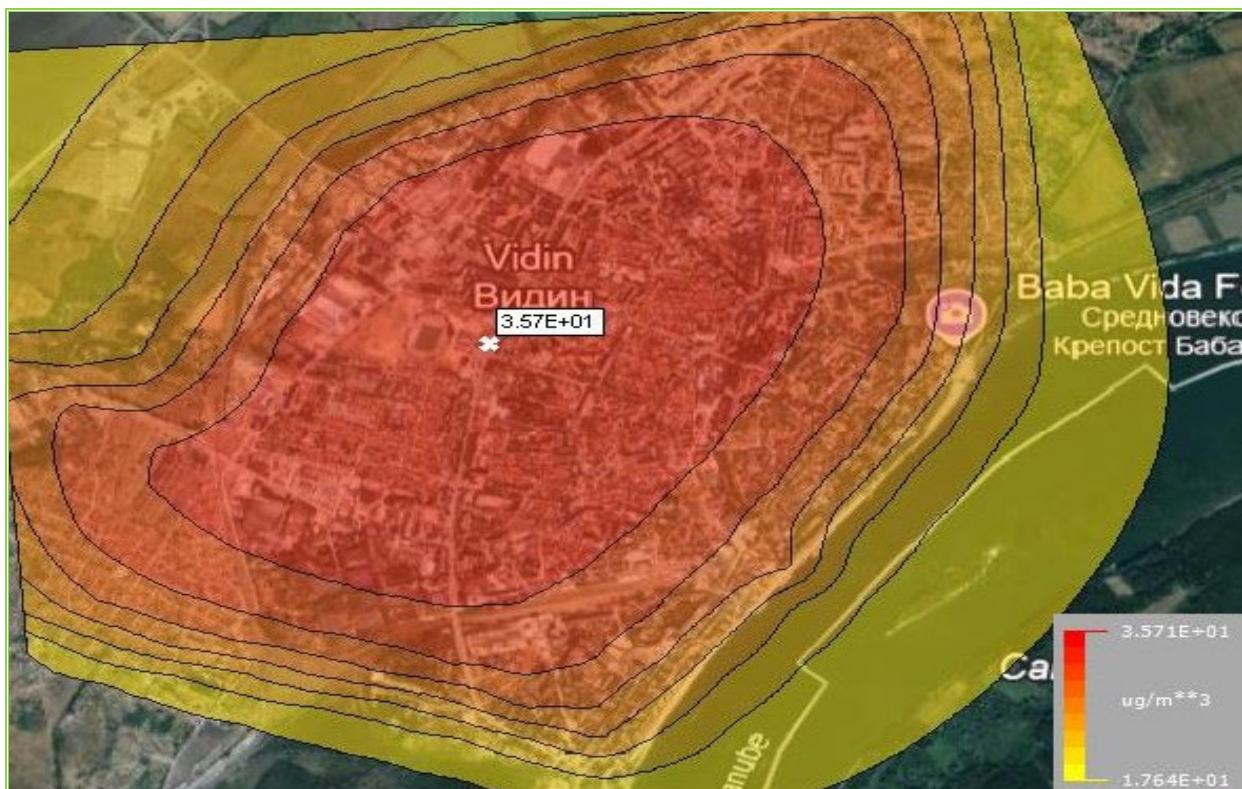 Vidin
Видин
3.57E+01
Baba Vida F
Средновеко
Крепост Баба
3.571E+01
ug/m**3
1.764E+01
Ca
anube